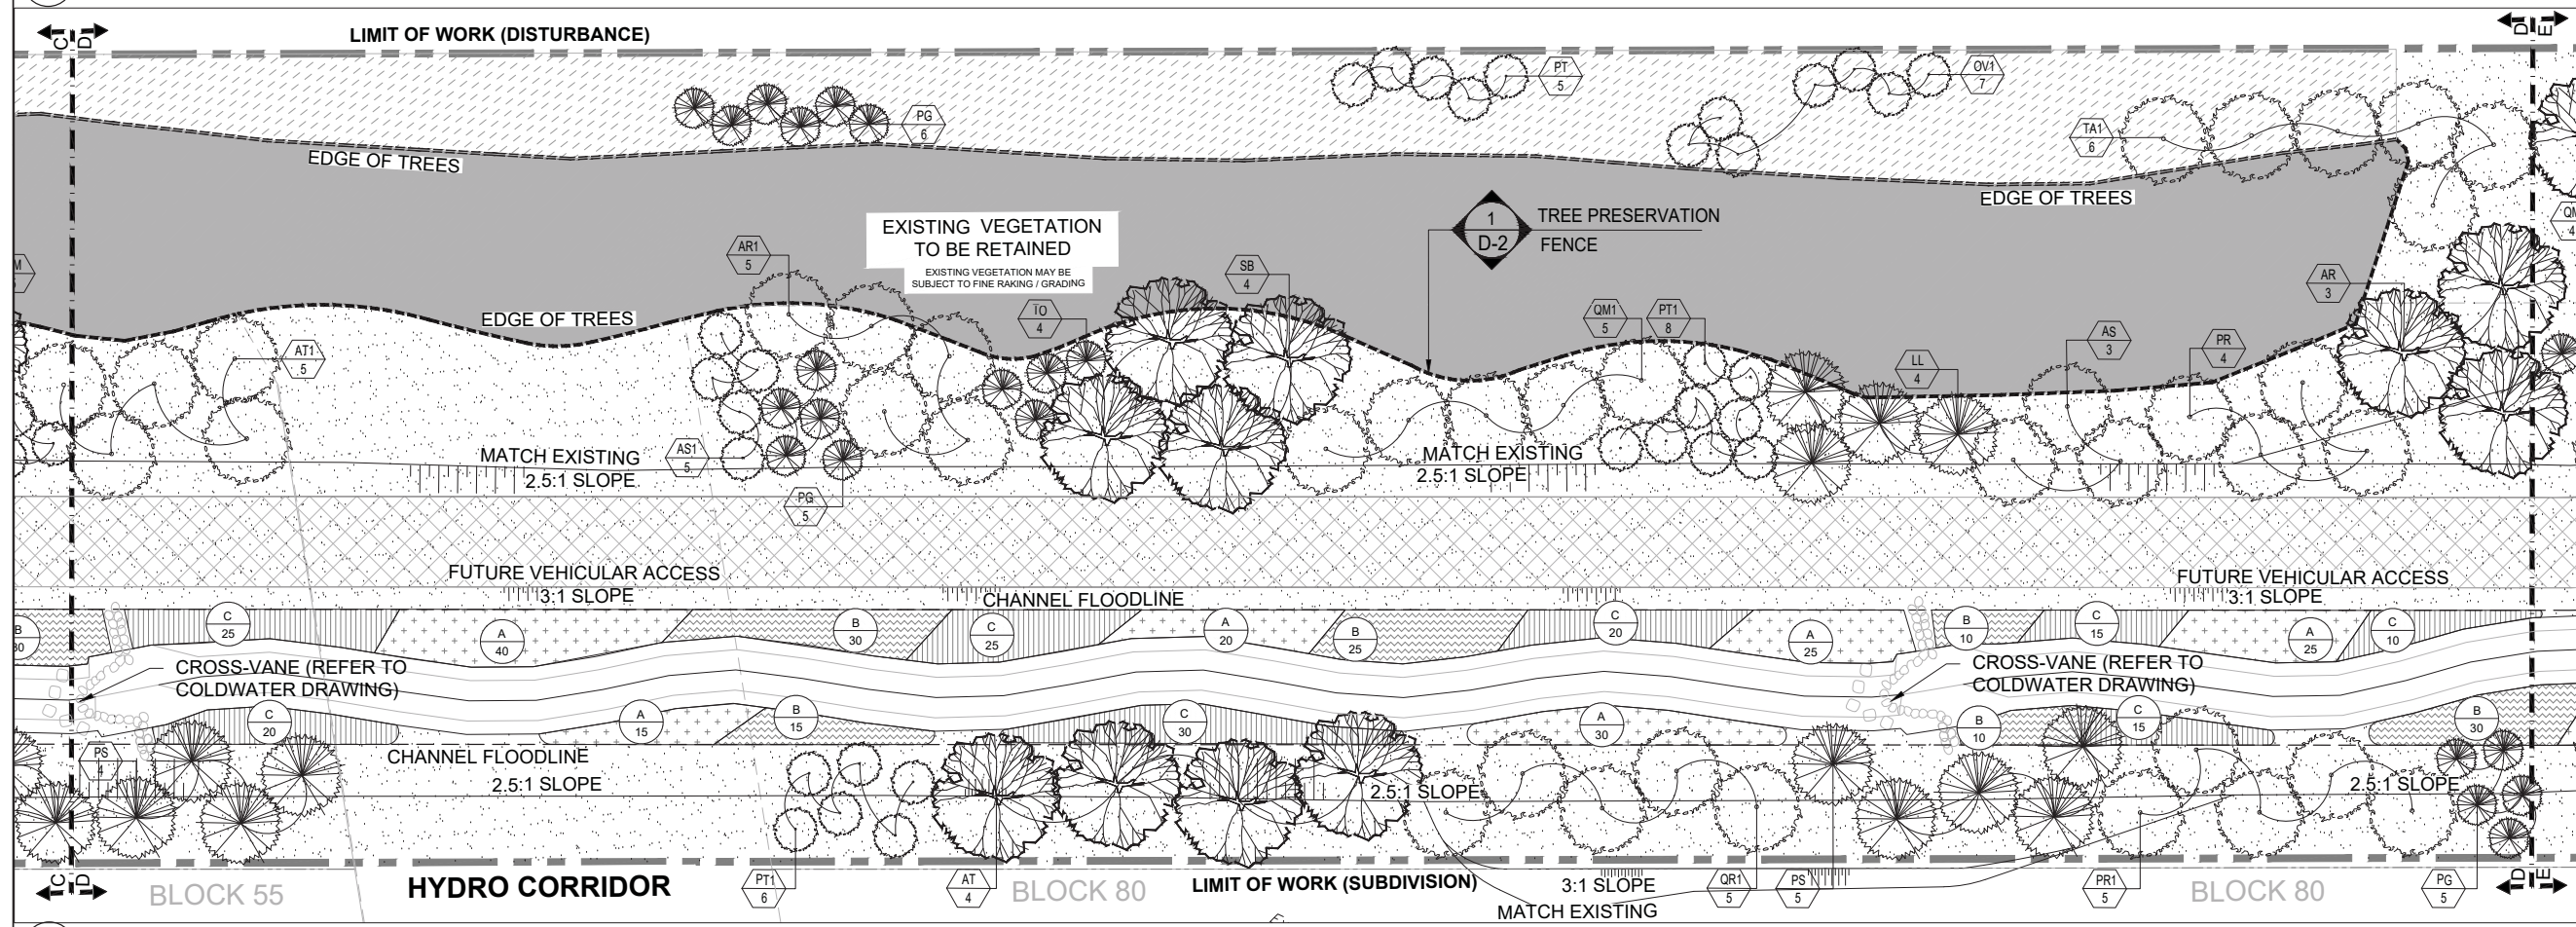 C D
LIMIT OF WORK (DISTURBANCE)
D E
PT
5
OV1
7
PG
6
TA1
6
EDGE OF TREES
EDGE OF TREES
EXISTING VEGETATION
TO BE RETAINED
EXISTING VEGETATION MAY BE
SUBJECT TO FINE RAKING / GRADING
1
D-2
TREE PRESERVATION
FENCE
AR1
5
SB
4
AR
3
QM
4
M
EDGE OF TREES
TO
4
QM1
5
PT1
8
AS
3
PR
4
LL
4
AT1
5
AS1
5
PG
5
MATCH EXISTING
2.5:1 SLOPE
MATCH EXISTING
2.5:1 SLOPE
FUTURE VEHICULAR ACCESS
3:1 SLOPE
CHANNEL FLOODLINE
FUTURE VEHICULAR ACCESS
3:1 SLOPE
B
30
C
25
A
40
B
30
C
25
A
20
B
25
C
20
A
25
B
10
C
15
A
25
C
10
CROSS-VANE (REFER TO
COLDWATER DRAWING)
CROSS-VANE (REFER TO
COLDWATER DRAWING)
C
20
A
15
B
15
C
30
A
30
B
10
C
15
B
30
PS
4
CHANNEL FLOODLINE
2.5:1 SLOPE
2.5:1 SLOPE
2.5:1 SLOPE
C D
BLOCK 55
HYDRO CORRIDOR
PT1
6
AT
4
BLOCK 80
LIMIT OF WORK (SUBDIVISION)
3:1 SLOPE
MATCH EXISTING
QR1
5
PS
5
PR1
5
BLOCK 80
PG
5
D E